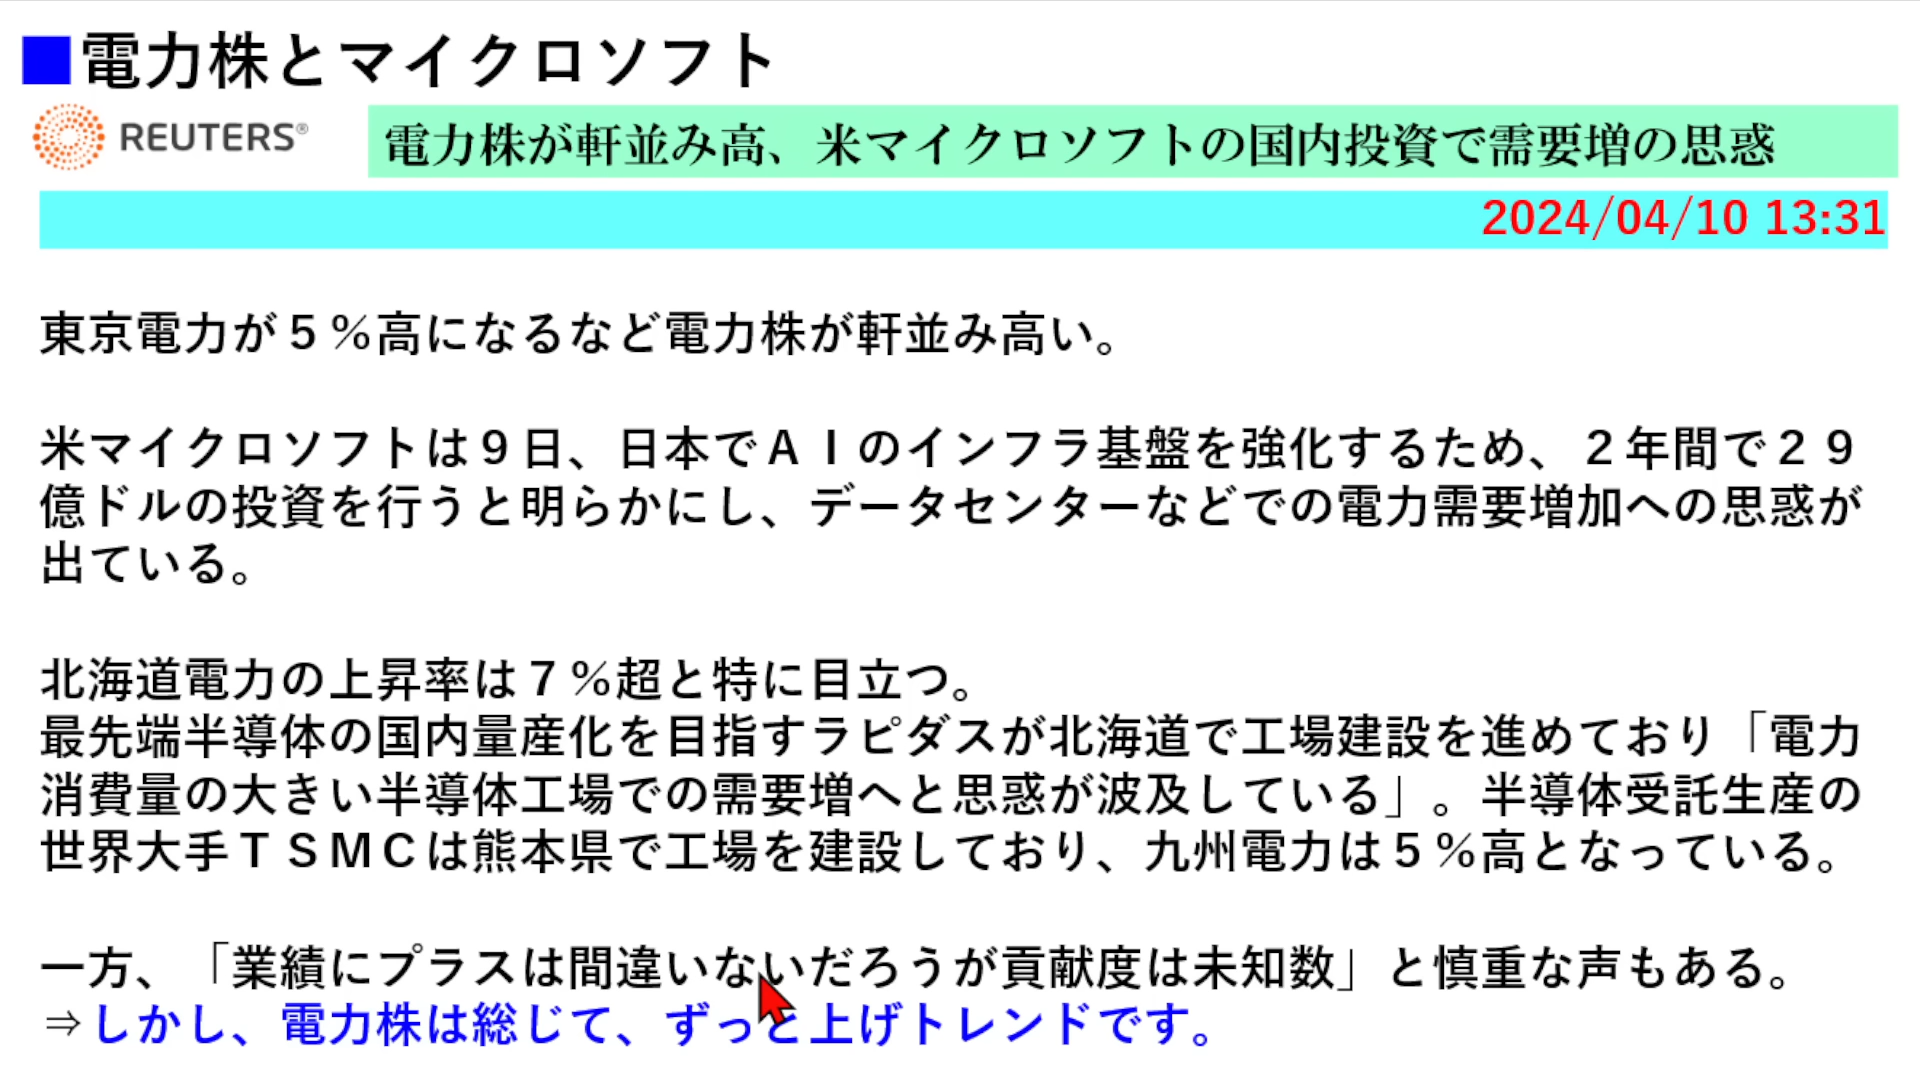 ■電力株とマイクロソフト
REUTERS®
電力株が軒並み高、米マイクロソフトの国内投資で需要増の思惑
2024/04/10 13:31
東京電力が５％高になるなど電力株が軒並み高い。
米マイクロソフトは９日、日本でＡＩのインフラ基盤を強化するため、２年間で２９
億ドルの投資を行うと明らかにし、データセンターなどでの電力需要増加への思惑が
出ている。
北海道電力の上昇率は７％超と特に目立つ。
最先端半導体の国内量産化を目指すラピダスが北海道で工場建設を進めており「電力
消費量の大きい半導体工場での需要増へと思惑が波及している」。半導体受託生産の
世界大手ＴＳＭＣは熊本県で工場を建設しており、九州電力は５％高となっている。
一方、「業績にプラスは間違いないだろうが貢献度は未知数」と慎重な声もある。
⇒しかし、電力株は総じて、ずっと上げトレンドです。